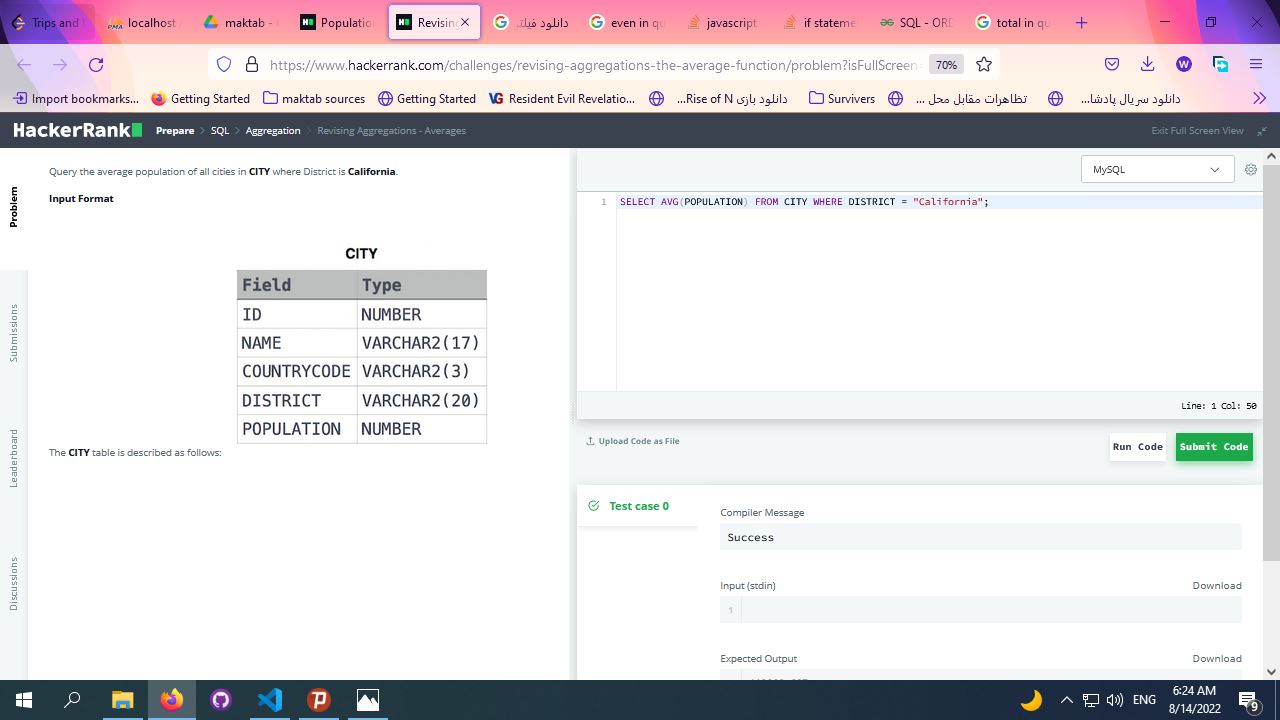 Trips and
localhost
maktab -
Population
Revising
دانلود فیلتر
even in qu
javascript
if stateme
SQL - ORD
total in qu
https://www.hackerrank.com/challenges/revising-aggregations-the-average-function/problem?isFullScreen
70%
Import bookmarks...
Getting Started
maktab sources
Getting Started
Resident Evil Revelatio...
دانلود بازی Rise of N...
Survivers
تظاهرات مقابل محل ...
دانلود سریال پادشا...
HackerRank
Prepare > SQL > Aggregation > Revising Aggregations - Averages
Exit Full Screen View
Problem
Submissions
Leaderboard
Discussions
Query the average population of all cities in CITY where District is California.
Input Format
CITY
Field Type
ID NUMBER
NAME VARCHAR2(17)
COUNTRYCODE VARCHAR2(3)
DISTRICT VARCHAR2(20)
POPULATION NUMBER
The CITY table is described as follows:
MySQL
1 SELECT AVG(POPULATION) FROM CITY WHERE DISTRICT = "California";
Line: 1 Col: 50
Upload Code as File
Run Code
Submit Code
Test case 0
Compiler Message
Success
Input (stdin)
Download
1
Expected Output
Download
ENG
6:24 AM
8/14/2022
9